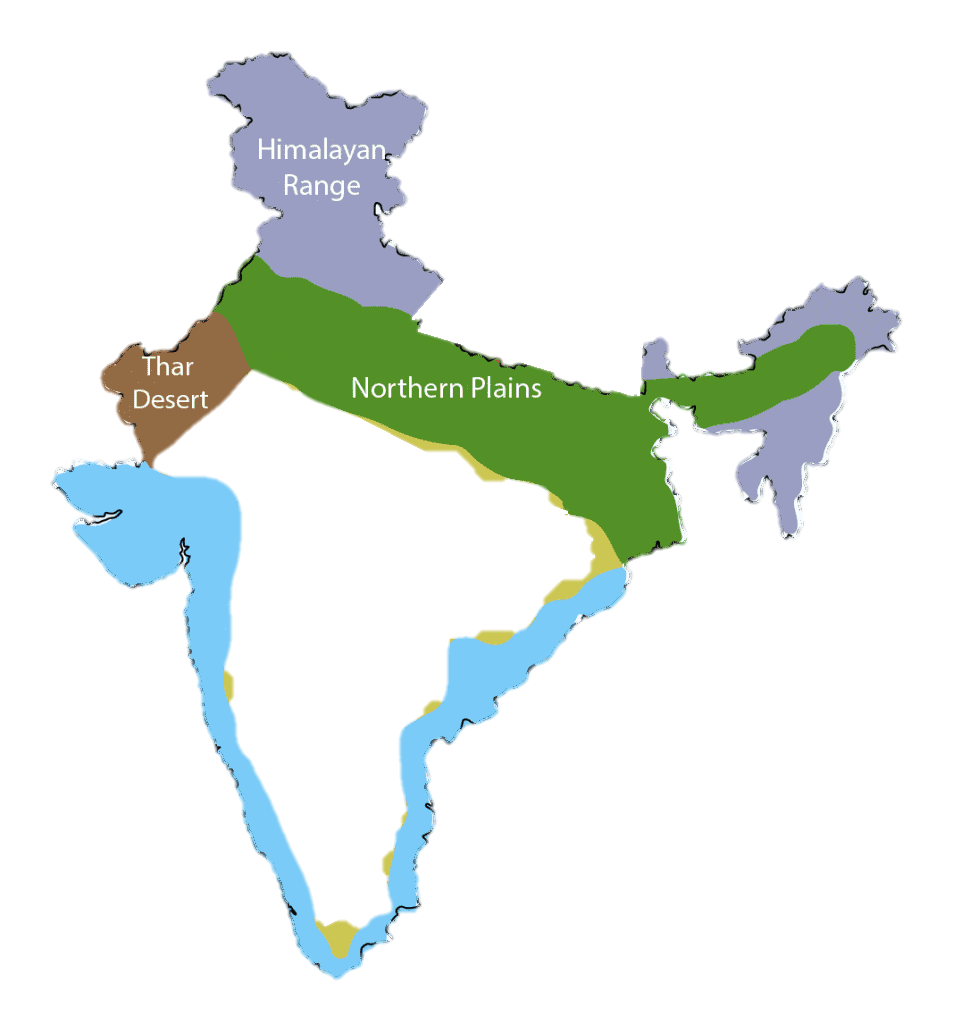 Himalayan
Range
Thar
Desert
Northern Plains